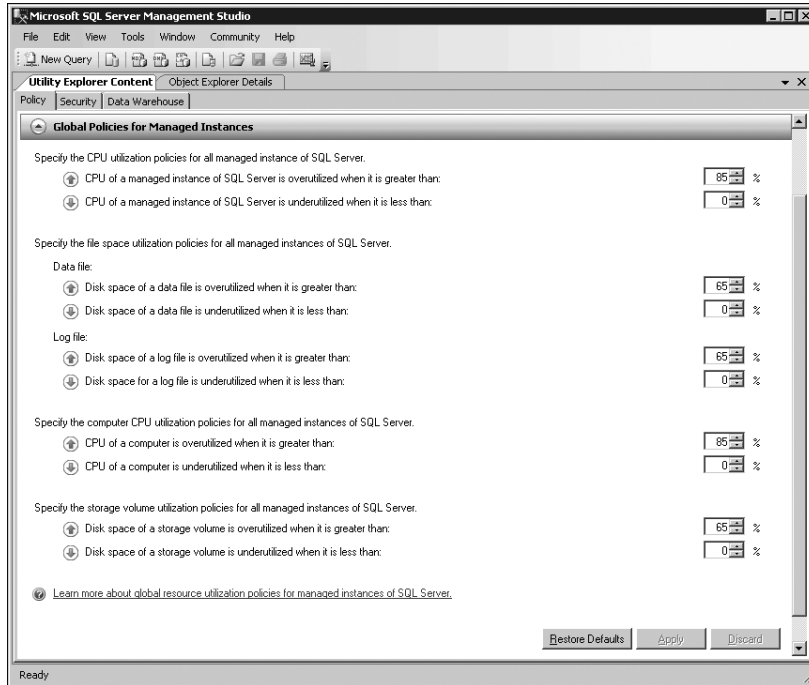 Microsoft SQL Server Management Studio
File Edit View Tools Window Community Help
New Query
Utility Explorer Content Object Explorer Details
Policy Security Data Warehouse
Global Policies for Managed Instances
Specify the CPU utilization policies for all managed instance of SQL Server.
CPU of a managed instance of SQL Server is overutilized when it is greater than: 85 %
CPU of a managed instance of SQL Server is underutilized when it is less than: 0 %
Specify the file space utilization policies for all managed instances of SQL Server.
Data file:
Disk space of a data file is overutilized when it is greater than: 65 %
Disk space of a data file is underutilized when it is less than: 0 %
Log file:
Disk space of a log file is overutilized when it is greater than: 65 %
Disk space for a log file is underutilized when it is less than: 0 %
Specify the computer CPU utilization policies for all managed instances of SQL Server.
CPU of a computer is overutilized when it is greater than: 85 %
CPU of a computer is underutilized when it is less than: 0 %
Specify the storage volume utilization policies for all managed instances of SQL Server.
Disk space of a storage volume is overutilized when it is greater than: 65 %
Disk space of a storage volume is underutilized when it is less than: 0 %
Learn more about global resource utilization policies for managed instances of SQL Server.
Restore Defaults Apply Discard
Ready